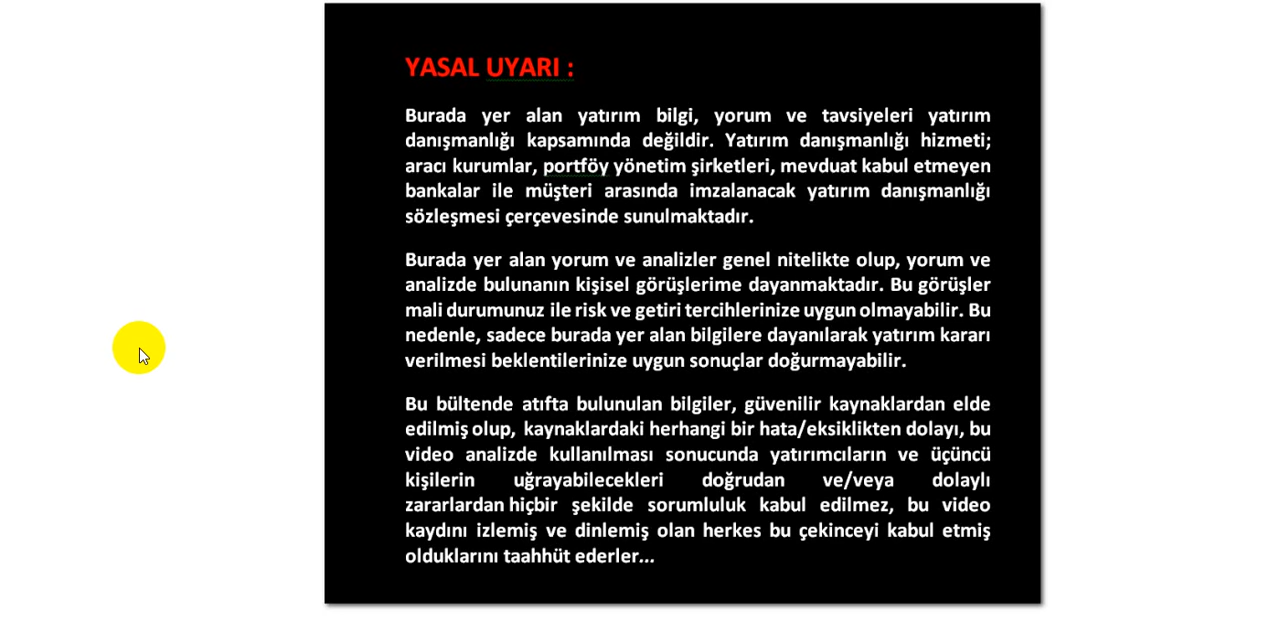 YASAL UYARI :
Burada yer alan yatırım bilgi, yorum ve tavsiyeleri yatırım
danışmanlığı kapsamında değildir. Yatırım danışmanlığı hizmeti;
aracı kurumlar, portföy yönetim şirketleri, mevduat kabul etmeyen
bankalar ile müşteri arasında imzalanacak yatırım danışmanlığı
sözleşmesi çerçevesinde sunulmaktadır.
Burada yer alan yorum ve analizler genel nitelikte olup, yorum ve
analizde bulunanın kişisel görüşlerime dayanmaktadır. Bu görüşler
mali durumunuz ile risk ve getiri tercihlerinize uygun olmayabilir. Bu
nedenle, sadece burada yer alan bilgilere dayanılarak yatırım kararı
verilmesi beklentilerinize uygun sonuçlar doğurmayabilir.
Bu bültende atıfta bulunulan bilgiler, güvenilir kaynaklardan elde
edilmiş olup, kaynaklardaki herhangi bir hata/eksiklikten dolayı, bu
video analizde kullanılması sonucunda yatırımcıların ve üçüncü
kişilerin uğrayabilecekleri doğrudan ve/veya dolaylı
zararlardan hiçbir şekilde sorumluluk kabul edilmez, bu video
kaydını izlemiş ve dinlemiş olan herkes bu çekinceyi kabul etmiş
olduklarını taahhüt ederler...